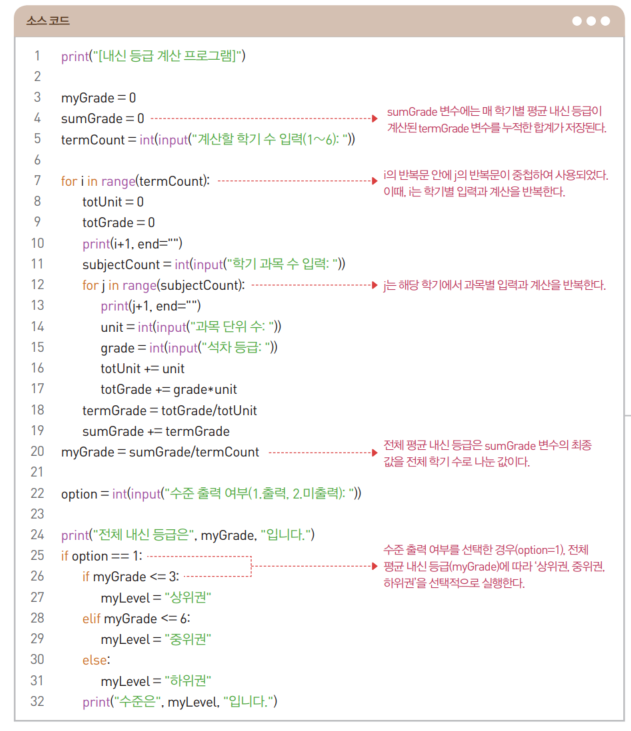 소스 코드
1 print("[내신 등급 계산 프로그램]")
2
3 myGrade = 0
4 sumGrade = 0
sumGrade 변수에는 매 학기별 평균 내신 등급이
계산된 termGrade 변수를 누적한 합계가 저장된다.
5 termCount = int(input("계산할 학기 수 입력(1~6): "))
6
7 for i in range(termCount):
i의 반복문 안에 j의 반복문이 중첩하여 사용되었다.
이때, i는 학기별 입력과 계산을 반복한다.
8 totUnit = 0
9 totGrade = 0
10 print(i+1, end="")
11 subjectCount = int(input("학기 과목 수 입력: "))
12 for j in range(subjectCount):
j는 해당 학기에서 과목별 입력과 계산을 반복한다.
13 print(j+1, end="")
14 unit = int(input("과목 단위 수: "))
15 grade = int(input("석차 등급: "))
16 totUnit += unit
17 totGrade += grade*unit
18 termGrade = totGrade/totUnit
19 sumGrade += termGrade
20 myGrade = sumGrade/termCount
전체 평균 내신 등급은 sumGrade 변수의 최종
값을 전체 학기 수로 나눈 값이다.
21
22 option = int(input("수준 출력 여부(1.출력, 2.미출력): "))
23
24 print("전체 내신 등급은", myGrade, "입니다.")
25 if option == 1:
26 if myGrade <= 3:
수준 출력 여부를 선택한 경우(option=1), 전체
평균 내신 등급(myGrade)에 따라 '상위권, 중위권,
하위권'을 선택적으로 실행한다.
27 myLevel = "상위권"
28 elif myGrade <= 6:
29 myLevel = "중위권"
30 else:
31 myLevel = "하위권"
32 print("수준은", myLevel, "입니다.")